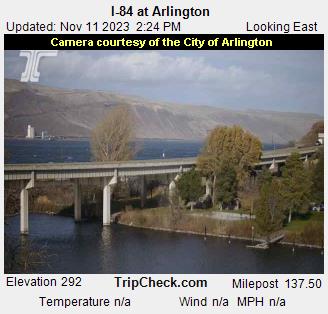 I-84 at Arlington
Updated: Nov 11 2023 2:24 PM Looking East
Camera courtesy of the City of Arlington
Elevation 292 TripCheck.com Milepost 137.50
Temperature n/a Wind n/a MPH n/a